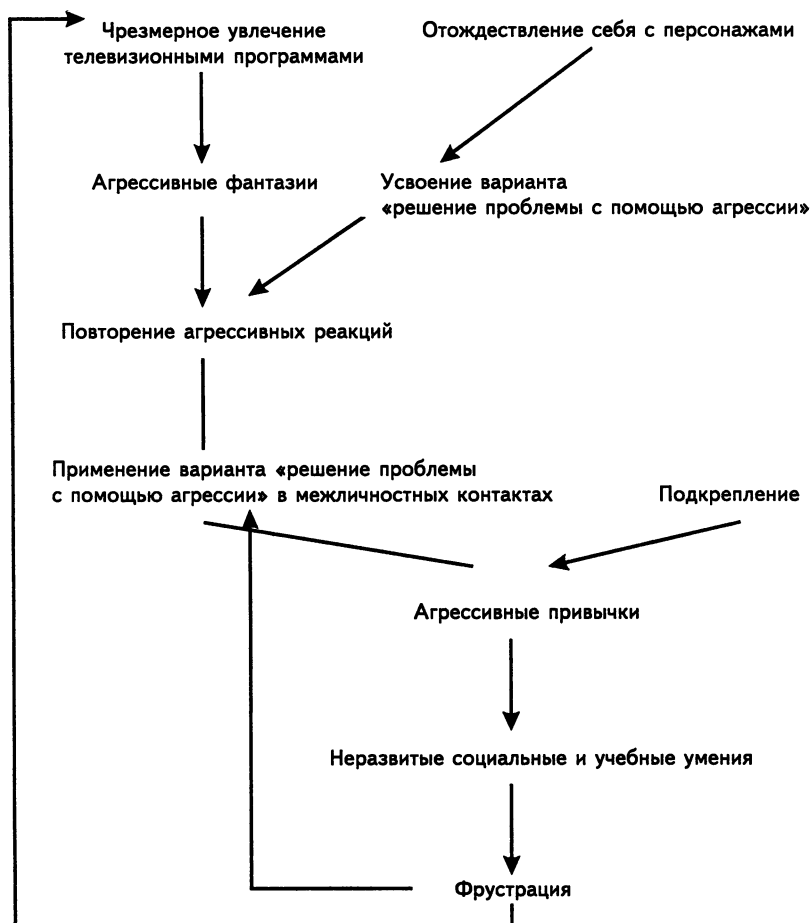 Чрезмерное увлечение
телевизионными программами
Отождествление себя с персонажами
Агрессивные фантазии
Усвоение варианта
«решение проблемы с помощью агрессии»
Повторение агрессивных реакций
Применение варианта «решение проблемы
с помощью агрессии» в межличностных контактах
Подкрепление
Агрессивные привычки
Неразвитые социальные и учебные умения
Фрустрация